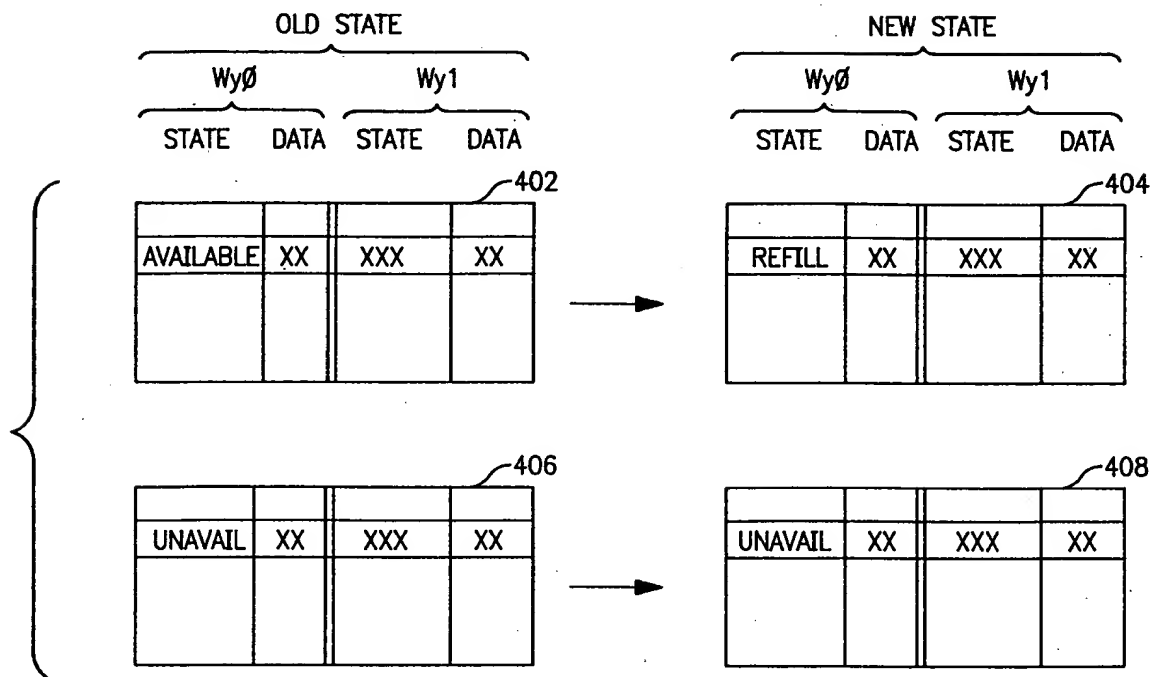 OLD STATE NEW STATE
WyØ Wy1 WyØ Wy1
STATE DATA STATE DATA STATE DATA STATE DATA
402 404
AVAILABLE XX XXX XX REFILL XX XXX XX
406 408
UNAVAIL XX XXX XX UNAVAIL XX XXX XX